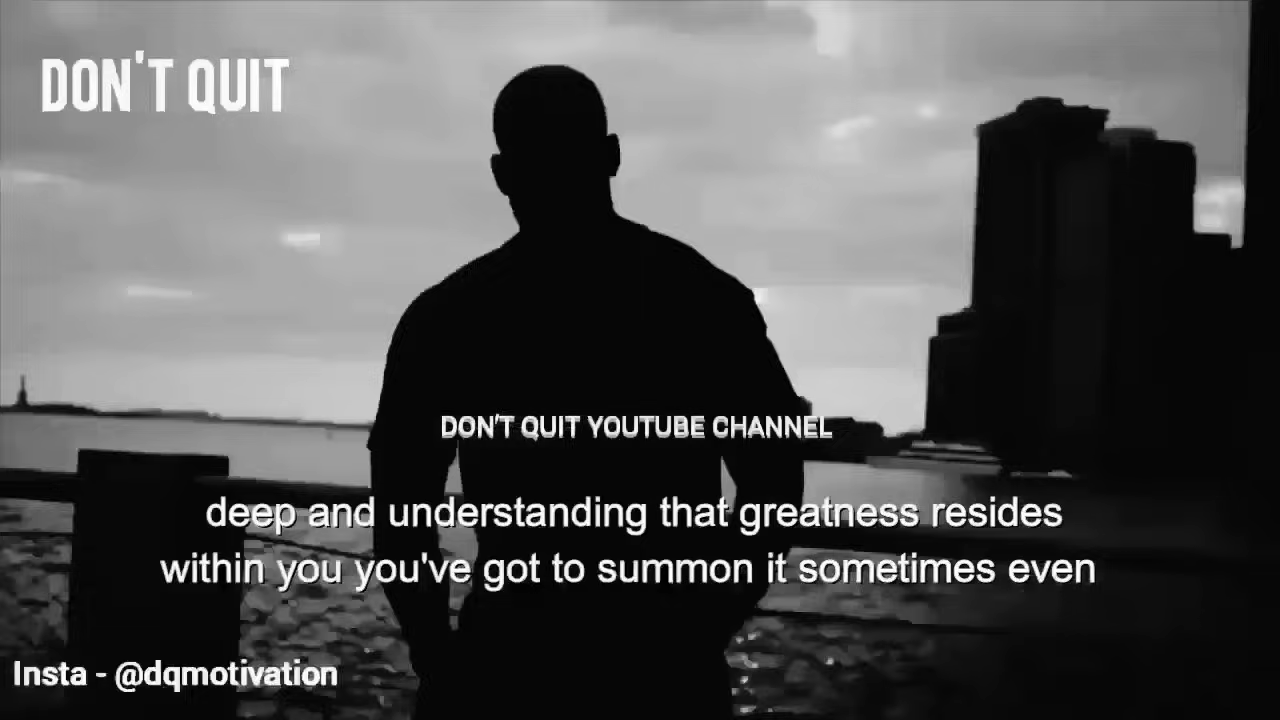 DON'T QUIT
DON'T QUIT YOUTUBE CHANNEL
deep and understanding that greatness resides
within you you've got to summon it sometimes even
Insta - @dqmotivation